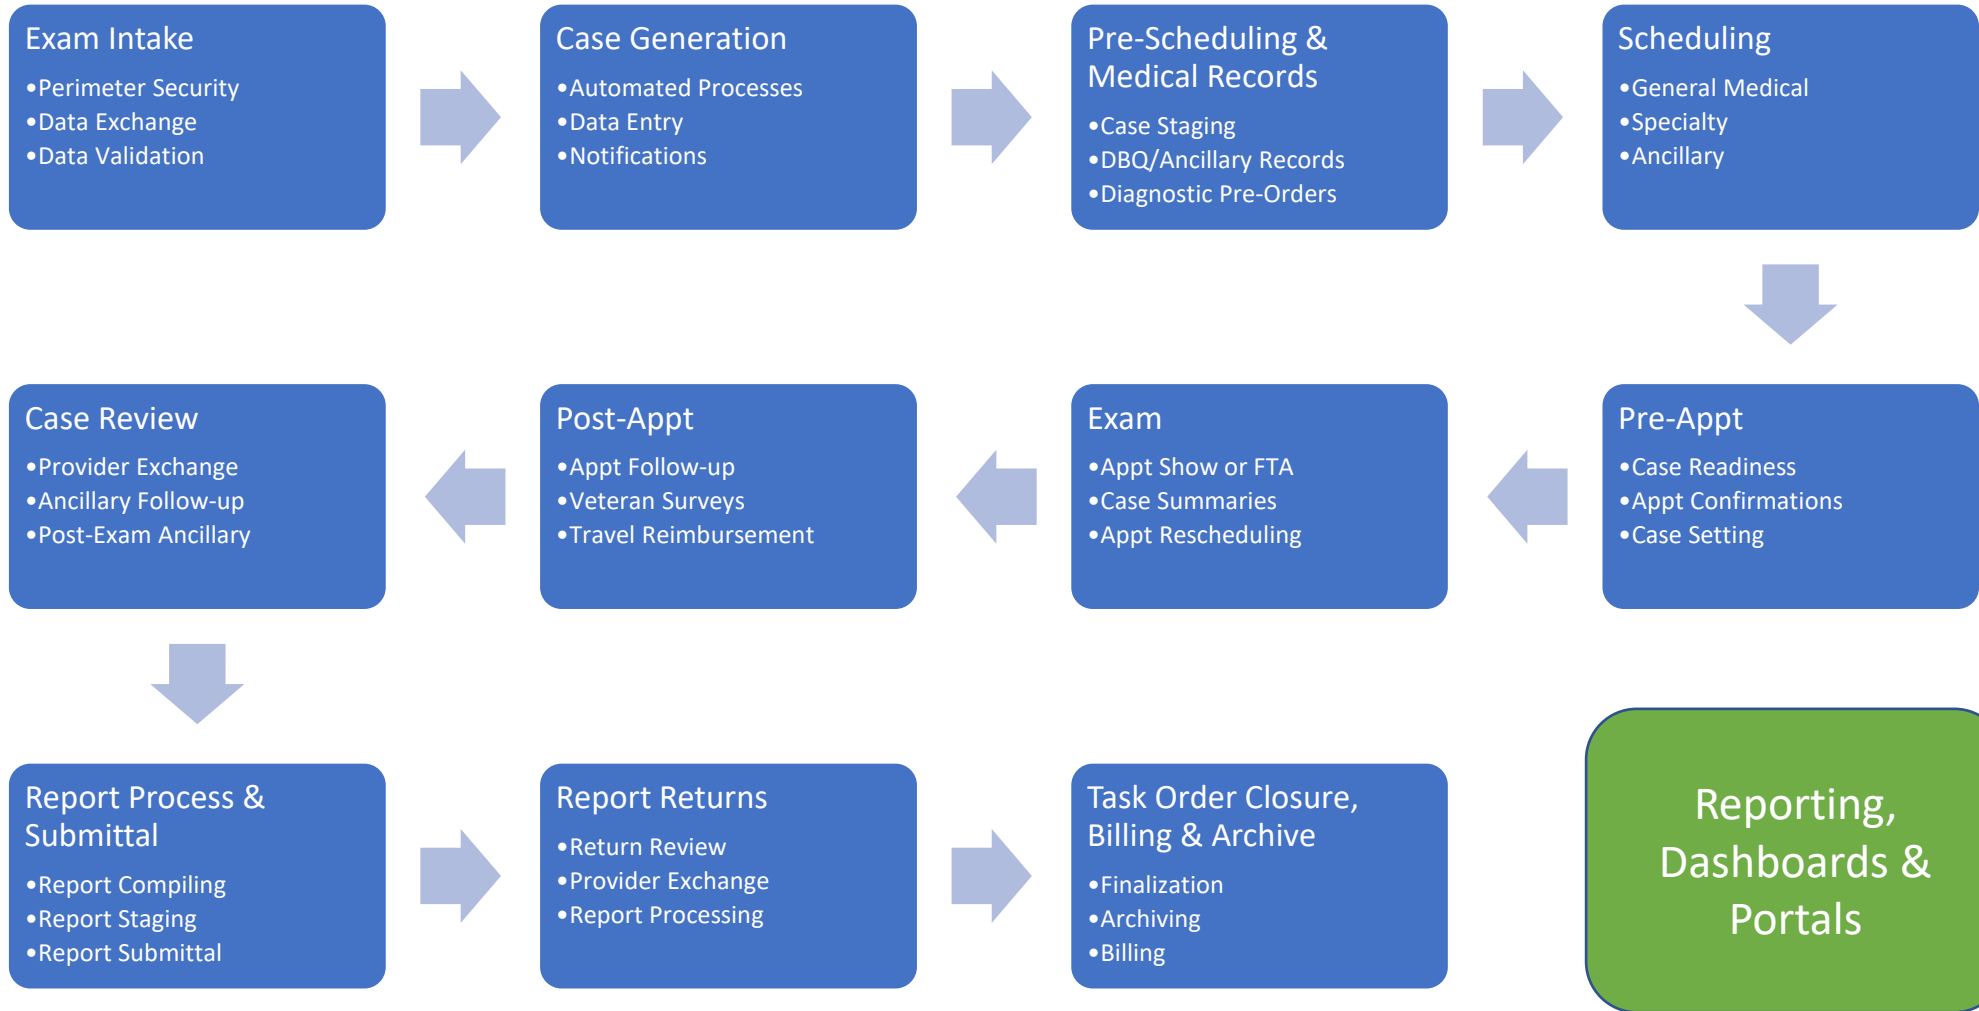 Exam Intake
•Perimeter Security
•Data Exchange
•Data Validation
Case Generation
•Automated Processes
•Data Entry
•Notifications
Pre-Scheduling &
Medical Records
•Case Staging
•DBQ/Ancillary Records
•Diagnostic Pre-Orders
Scheduling
•General Medical
•Specialty
•Ancillary
Pre-Appt
•Case Readiness
•Appt Confirmations
•Case Setting
Exam
•Appt Show or FTA
•Case Summaries
•Appt Rescheduling
Post-Appt
•Appt Follow-up
•Veteran Surveys
•Travel Reimbursement
Case Review
•Provider Exchange
•Ancillary Follow-up
•Post-Exam Ancillary
Report Process &
Submittal
•Report Compiling
•Report Staging
•Report Submittal
Report Returns
•Return Review
•Provider Exchange
•Report Processing
Task Order Closure,
Billing & Archive
•Finalization
•Archiving
•Billing
Reporting,
Dashboards &
Portals